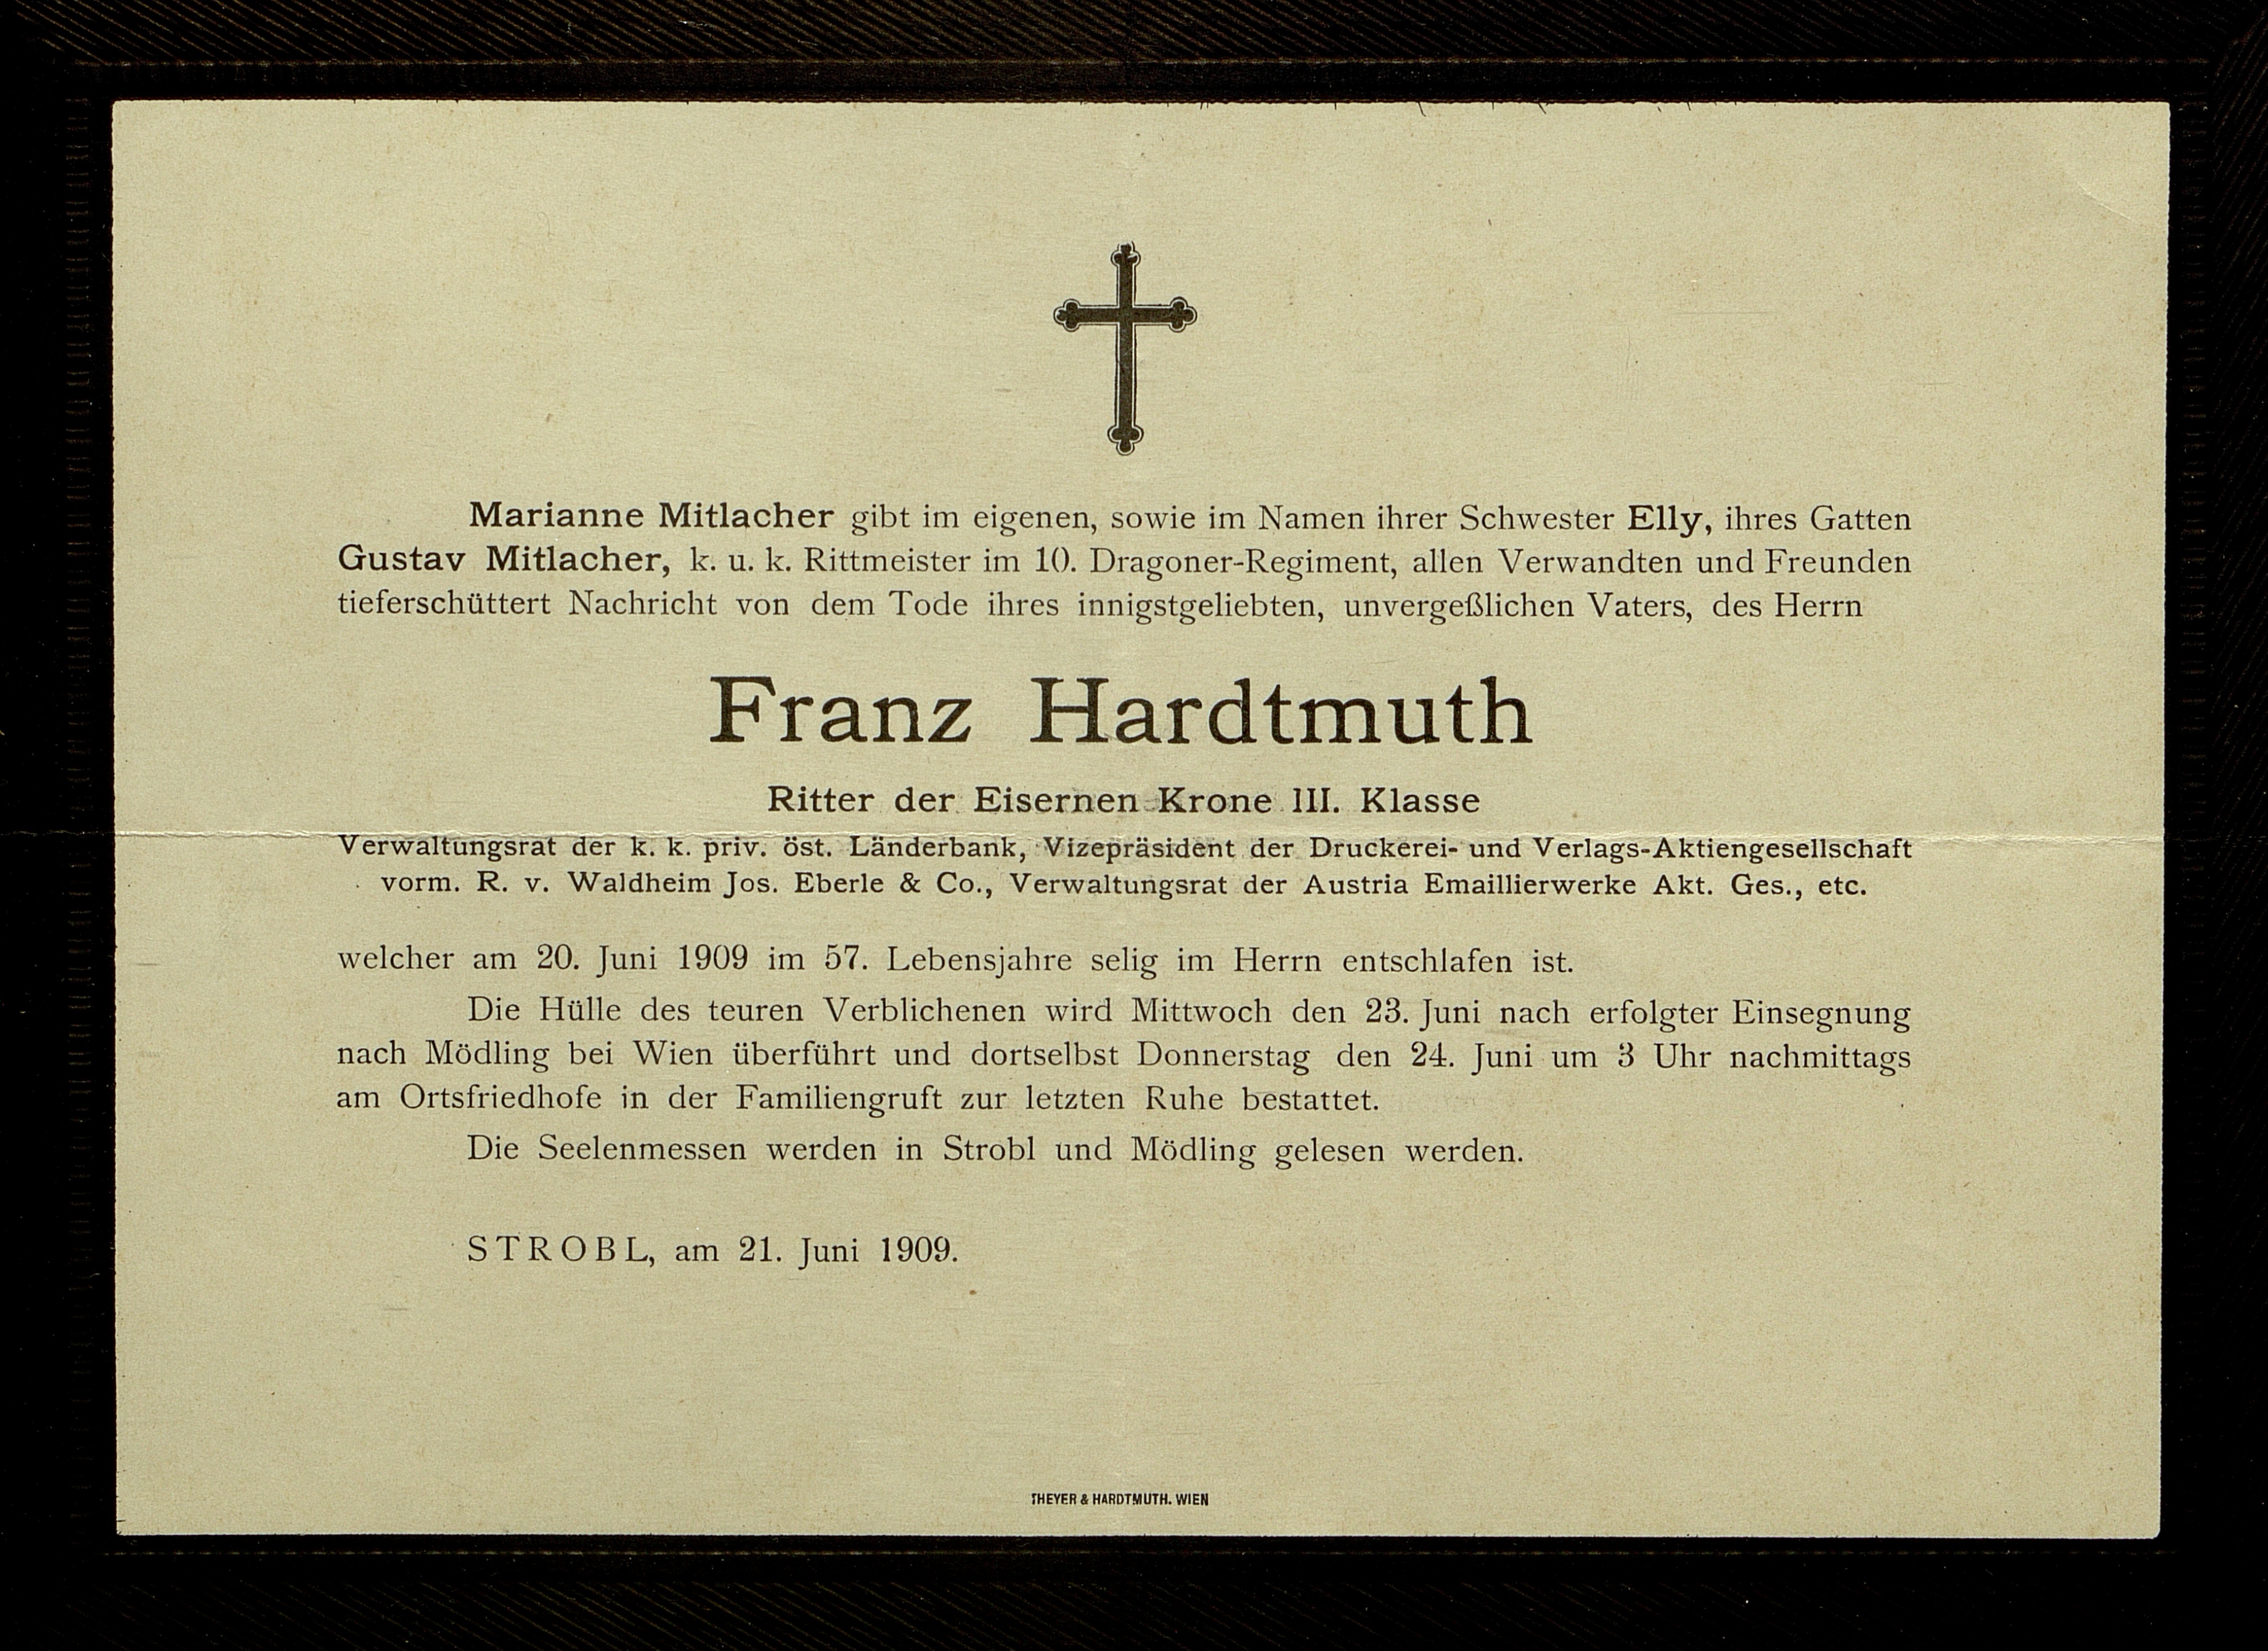 Marianne Mitlacher gibt im eigenen, sowie im Namen ihrer Schwester Elly, ihres Gatten
Gustav Mitlacher, k. u. k. Rittmeister im 10. Dragoner-Regiment, allen Verwandten und Freunden
tieferschüttert Nachricht von dem Tode ihres innigstgeliebten, unvergeßlichen Vaters, des Herrn
Franz Hardtmuth
Ritter der Eisernen Krone III. Klasse
Verwaltungsrat der k. k. priv. öst. Länderbank, Vizepräsident der Druckerei- und Verlags-Aktiengesellschaft
vorm. R. v. Waldheim Jos. Eberle & Co., Verwaltungsrat der Austria Emaillierwerke Akt. Ges., etc.
welcher am 20. Juni 1909 im 57. Lebensjahre selig im Herrn entschlafen ist.
Die Hülle des teuren Verblichenen wird Mittwoch den 23. Juni nach erfolgter Einsegnung
nach Mödling bei Wien überführt und dortselbst Donnerstag den 24. Juni um 3 Uhr nachmittags
am Ortsfriedhofe in der Familiengruft zur letzten Ruhe bestattet.
Die Seelenmessen werden in Strobl und Mödling gelesen werden.
STROBL, am 21. Juni 1909.
THEYER & HARDTMUTH. WIEN